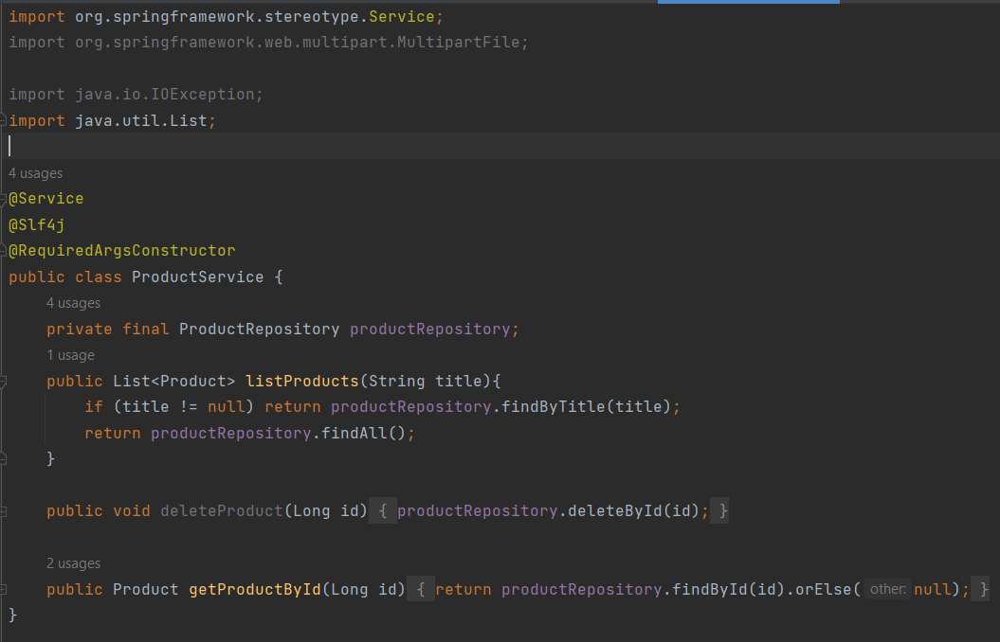 import org.springframework.stereotype.Service;
import org.springframework.web.multipart.MultipartFile;
import java.io.IOException;
import java.util.List;
4 usages
@Service
@Slf4j
@RequiredArgsConstructor
public class ProductService {
4 usages
private final ProductRepository productRepository;
1 usage
public List<Product> listProducts(String title){
if (title != null) return productRepository.findByTitle(title);
return productRepository.findAll();
}
public void deleteProduct(Long id) { productRepository.deleteById(id); }
2 usages
public Product getProductById(Long id) { return productRepository.findById(id).orElse( other: null); }
}